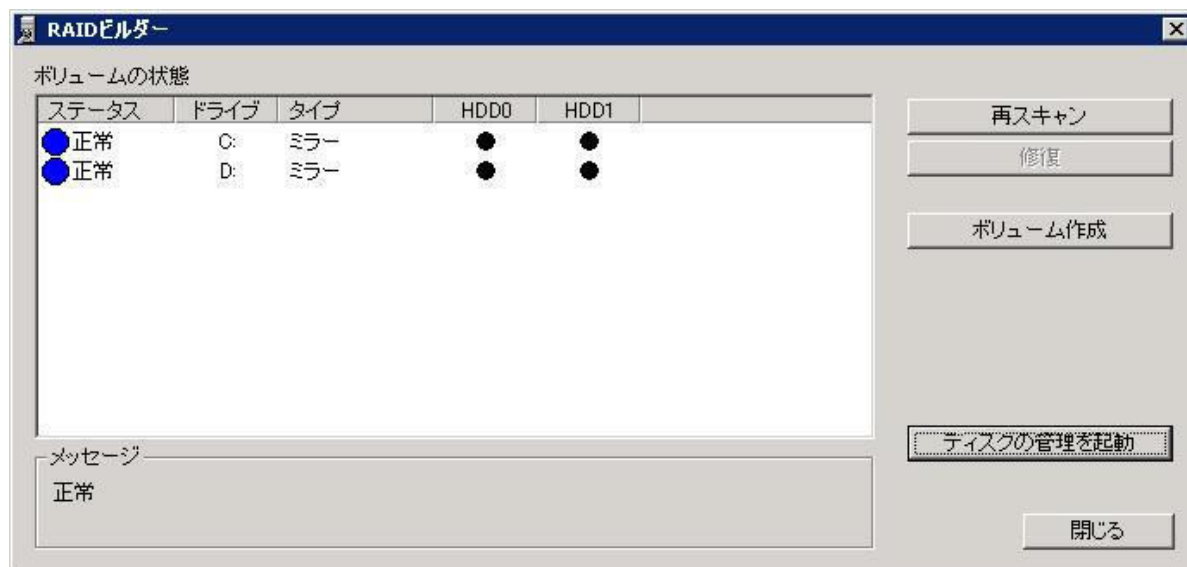 RAIDビルダー
ボリュームの状態
ステータス ドライブ タイプ HDD0 HDD1
正常 C: ミラー
正常 D: ミラー
再スキャン
修復
ボリューム作成
ディスクの管理を起動
メッセージ
正常
閉じる